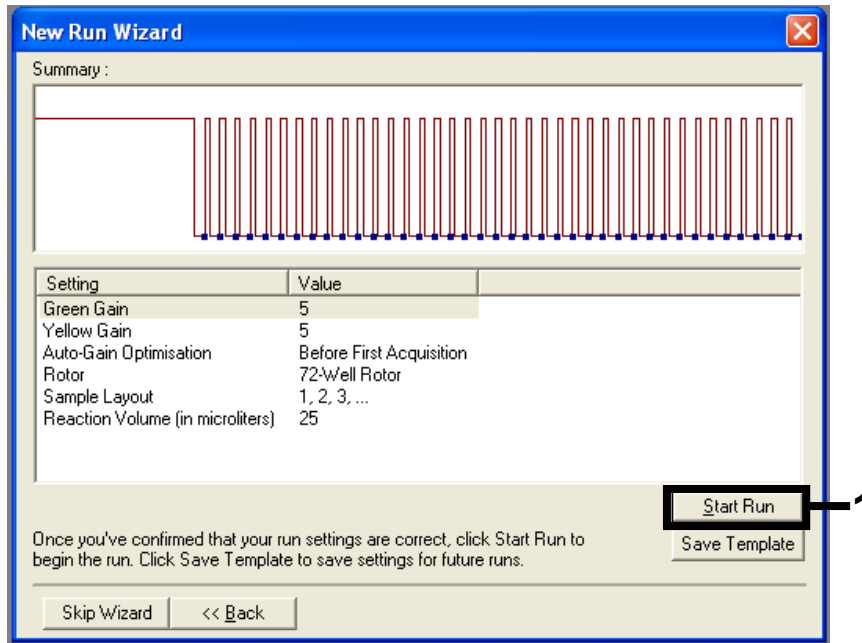 New Run Wizard
Summary :
Setting Value
Green Gain 5
Yellow Gain 5
Auto-Gain Optimisation Before First Acquisition
Rotor 72-Well Rotor
Sample Layout 1, 2, 3, ...
Reaction Volume (in microliters) 25
Start Run
1
Once you've confirmed that your run settings are correct, click Start Run to
begin the run. Click Save Template to save settings for future runs.
Save Template
Skip Wizard << Back